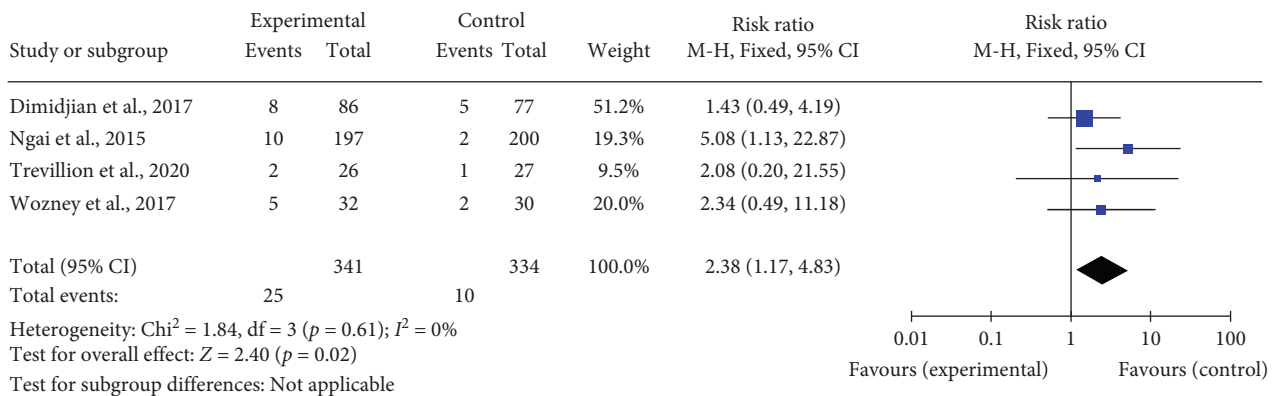 Experimental Control Risk ratio Risk ratio
Study or subgroup Events Total Events Total Weight M-H, Fixed, 95% CI M-H, Fixed, 95% CI
Dimidjian et al., 2017 8 86 5 77 51.2% 1.43 (0.49, 4.19)
Ngai et al., 2015 10 197 2 200 19.3% 5.08 (1.13, 22.87)
Trevillion et al., 2020 2 26 1 27 9.5% 2.08 (0.20, 21.55)
Wozney et al., 2017 5 32 2 30 20.0% 2.34 (0.49, 11.18)
Total (95% CI) 341 334 100.0% 2.38 (1.17, 4.83)
Total events: 25 10
Heterogeneity: Chi² = 1.84, df = 3 (p = 0.61); I² = 0%
Test for overall effect: Z = 2.40 (p = 0.02)
Test for subgroup differences: Not applicable
0.01 0.1 1 10 100
Favours (experimental) Favours (control)